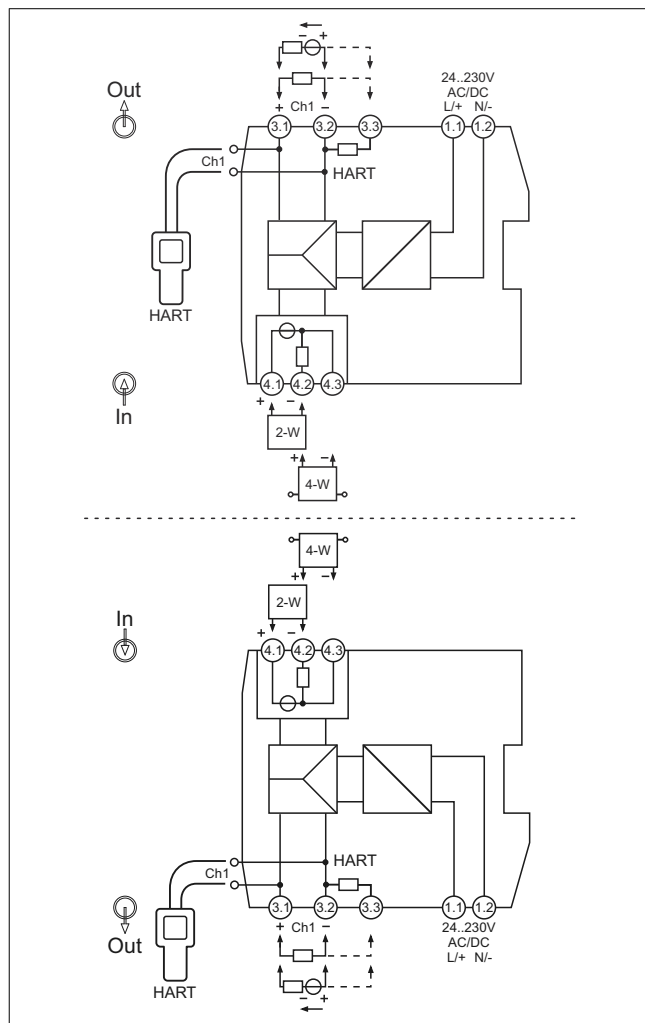 − +
Out
24..230V
AC/DC
+ Ch1 −
L/+ N/-
3.1 3.2 3.3 1.1 1.2
Ch1
HART
HART
4.1 4.2 4.3
In
+ −
2-W
+ −
4-W
4-W
+ −
2-W
In
+ −
4.1 4.2 4.3
HART
Ch1
3.1 3.2 3.3 1.1 1.2
+ Ch1 −
24..230V
Out
AC/DC
L/+ N/-
HART
− +